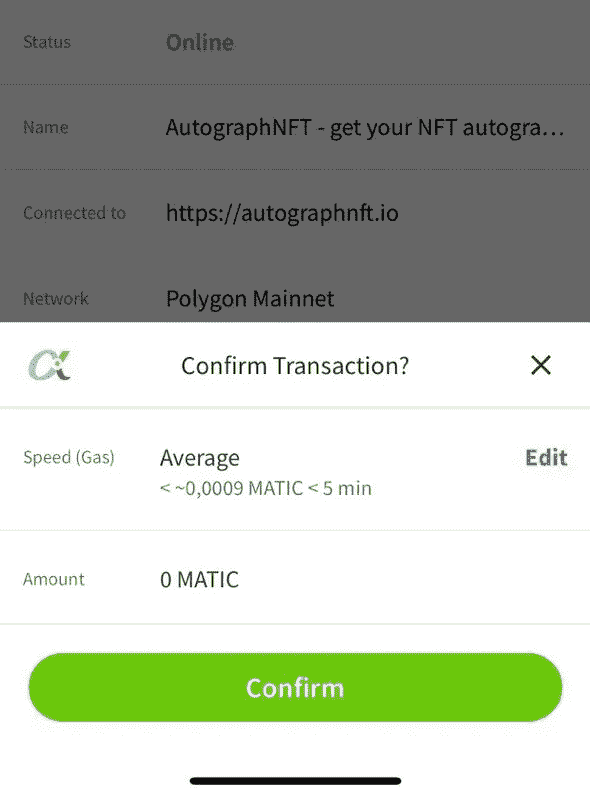 Status Online
Name AutographNFT - get your NFT autogra...
Connected to https://autographnft.io
Network Polygon Mainnet
Confirm Transaction?
Speed (Gas) Average Edit
< ~0,0009 MATIC < 5 min
Amount 0 MATIC
Confirm